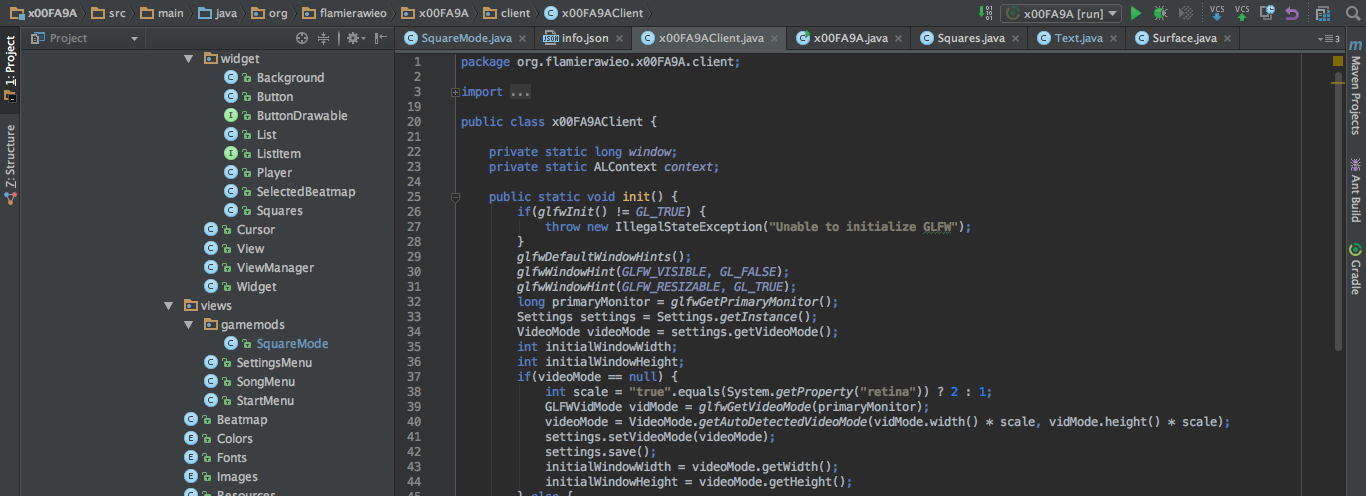 x00FA9A src main java org flamierawieo x00FA9A client x00FA9AClient x00FA9A [run] VCS VCS
Project SquareMode.java info.json x00FA9AClient.java x00FA9A.java Squares.java Text.java Surface.java 3
1: Project
Z: Structure
widget
Background
Button
ButtonDrawable
List
ListItem
Player
SelectedBeatmap
Squares
Cursor
View
ViewManager
Widget
views
gamemods
SquareMode
SettingsMenu
SongMenu
StartMenu
Beatmap
Colors
Fonts
Images
Resources
1 package org.flamierawieo.x00FA9A.client;
2
3 import ...
19
20 public class x00FA9AClient {
21
22 private static long window;
23 private static ALContext context;
24
25 public static void init() {
26 if(glfwInit() != GL_TRUE) {
27 throw new IllegalStateException("Unable to initialize GLFW");
28 }
29 glfwDefaultWindowHints();
30 glfwWindowHint(GLFW_VISIBLE, GL_FALSE);
31 glfwWindowHint(GLFW_RESIZABLE, GL_TRUE);
32 long primaryMonitor = glfwGetPrimaryMonitor();
33 Settings settings = Settings.getInstance();
34 VideoMode videoMode = settings.getVideoMode();
35 int initialWindowWidth;
36 int initialWindowHeight;
37 if(videoMode == null) {
38 int scale = "true".equals(System.getProperty("retina")) ? 2 : 1;
39 GLFWVidMode vidMode = glfwGetVideoMode(primaryMonitor);
40 videoMode = VideoMode.getAutoDetectedVideoMode(vidMode.width() * scale, vidMode.height() * scale);
41 settings.setVideoMode(videoMode);
42 settings.save();
43 initialWindowWidth = videoMode.getWidth();
44 initialWindowHeight = videoMode.getHeight();
45 } else {
Maven Projects
Ant Build
Gradle